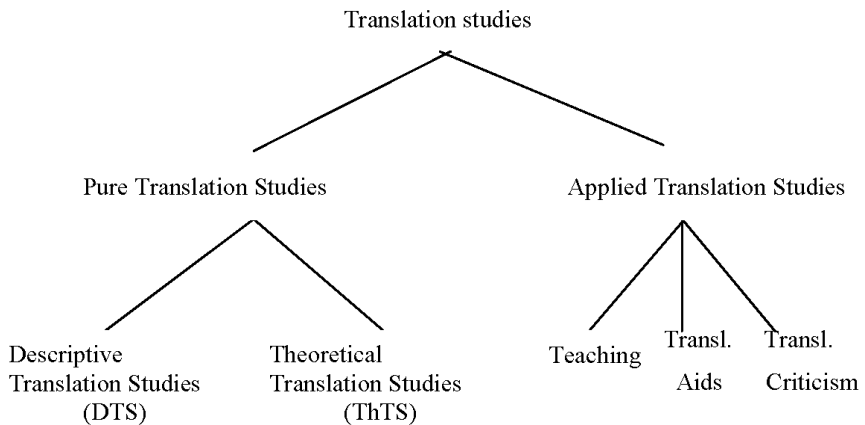 Translation studies
Pure Translation Studies
Applied Translation Studies
Descriptive
Translation Studies
(DTS)
Theoretical
Translation Studies
(ThTS)
Teaching
Transl.
Aids
Transl.
Criticism